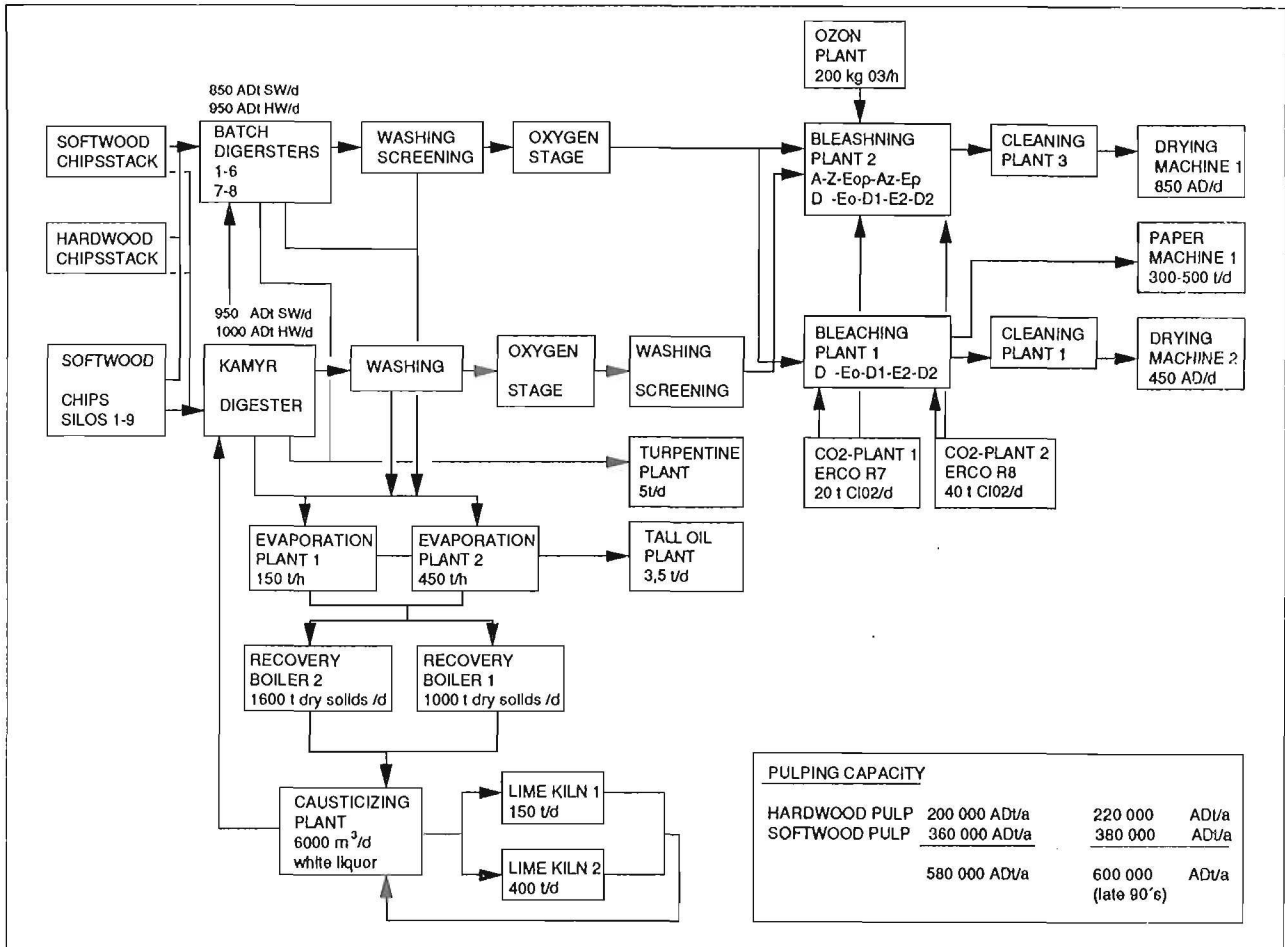 OZON
PLANT
200 kg 03/h
850 ADt SW/d
950 ADt HW/d
SOFTWOOD
CHIPSSTACK
BATCH
DIGERSTERS
1-6
7-8
WASHING
SCREENING
OXYGEN
STAGE
BLEASHNING
PLANT 2
A-Z-Eop-Az-Ep
D -Eo-D1-E2-D2
CLEANING
PLANT 3
DRYING
MACHINE 1
850 AD/d
HARDWOOD
CHIPSSTACK
PAPER
MACHINE 1
300-500 t/d
950 ADt SW/d
1000 ADt HW/d
SOFTWOOD
CHIPS
SILOS 1-9
KAMYR
DIGESTER
WASHING
OXYGEN
STAGE
WASHING
SCREENING
BLEACHING
PLANT 1
D -Eo-D1-E2-D2
CLEANING
PLANT 1
DRYING
MACHINE 2
450 AD/d
TURPENTINE
PLANT
5t/d
CO2-PLANT 1
ERCO R7
20 t Cl02/d
CO2-PLANT 2
ERCO R8
40 t Cl02/d
EVAPORATION
PLANT 1
150 t/h
EVAPORATION
PLANT 2
450 t/h
TALL OIL
PLANT
3,5 t/d
RECOVERY
BOILER 2
1600 t dry solids /d
RECOVERY
BOILER 1
1000 t dry solids /d
CAUSTICIZING
PLANT
6000 m³/d
white liquor
LIME KILN 1
150 t/d
LIME KILN 2
400 t/d
PULPING CAPACITY
HARDWOOD PULP 200 000 ADt/a 220 000 ADt/a
SOFTWOOD PULP 360 000 ADt/a 380 000 ADt/a
580 000 ADt/a 600 000 ADt/a
(late 90´s)